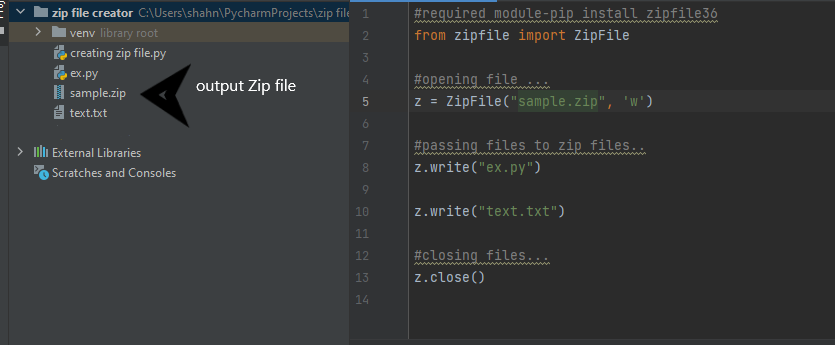 zip file creator C:\Users\shahn\PycharmProjects\zip file
venv library root
creating zip file.py
ex.py
sample.zip
text.txt
External Libraries
Scratches and Consoles
output Zip file
1 #required module-pip install zipfile36
2 from zipfile import ZipFile
3
4 #opening file ...
5 z = ZipFile("sample.zip", 'w')
6
7 #passing files to zip files..
8 z.write("ex.py")
9
10 z.write("text.txt")
11
12 #closing files...
13 z.close()
14